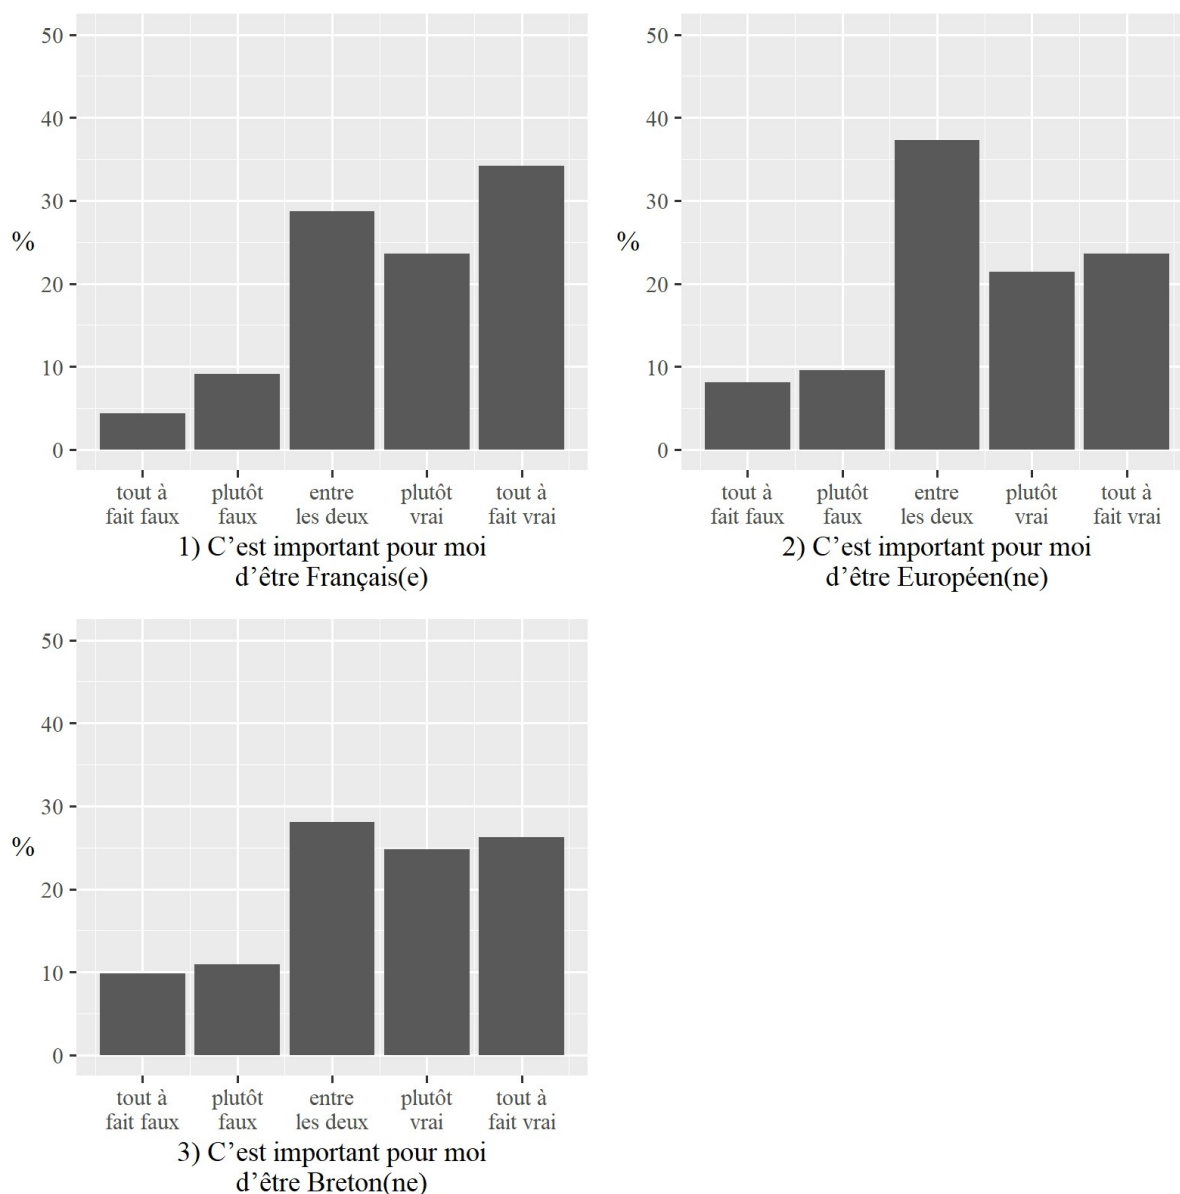 50
40
30
%
20
10
0
tout à fait faux
plutôt faux
entre les deux
plutôt vrai
tout à fait vrai
1) C’est important pour moi
d’être Français(e)
50
40
30
%
20
10
0
tout à fait faux
plutôt faux
entre les deux
plutôt vrai
tout à fait vrai
2) C’est important pour moi
d’être Européen(ne)
50
40
30
%
20
10
0
tout à fait faux
plutôt faux
entre les deux
plutôt vrai
tout à fait vrai
3) C’est important pour moi
d’être Breton(ne)